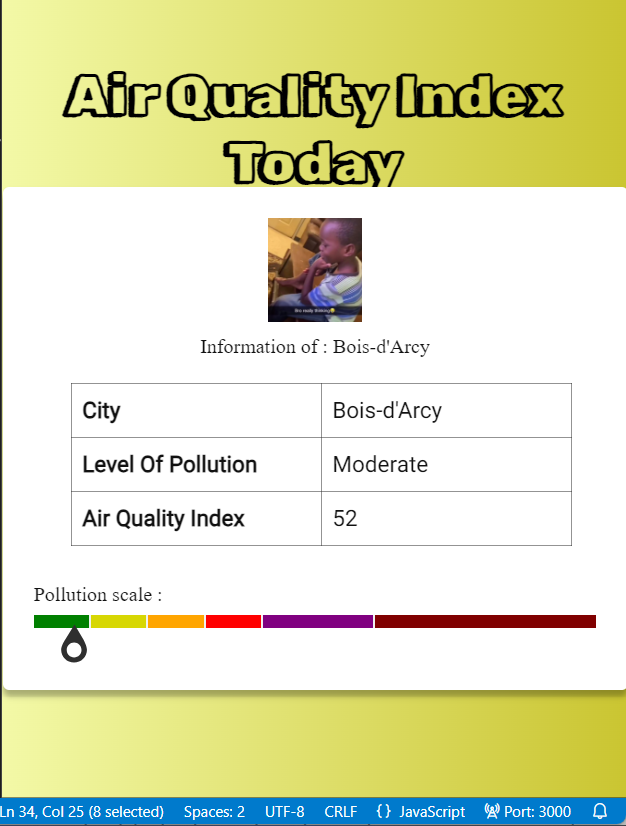 Air Quality Index
Today
Information of : Bois-d'Arcy
City Bois-d'Arcy
Level Of Pollution Moderate
Air Quality Index 52
Pollution scale :
Ln 34, Col 25 (8 selected) Spaces: 2 UTF-8 CRLF {} JavaScript Port: 3000